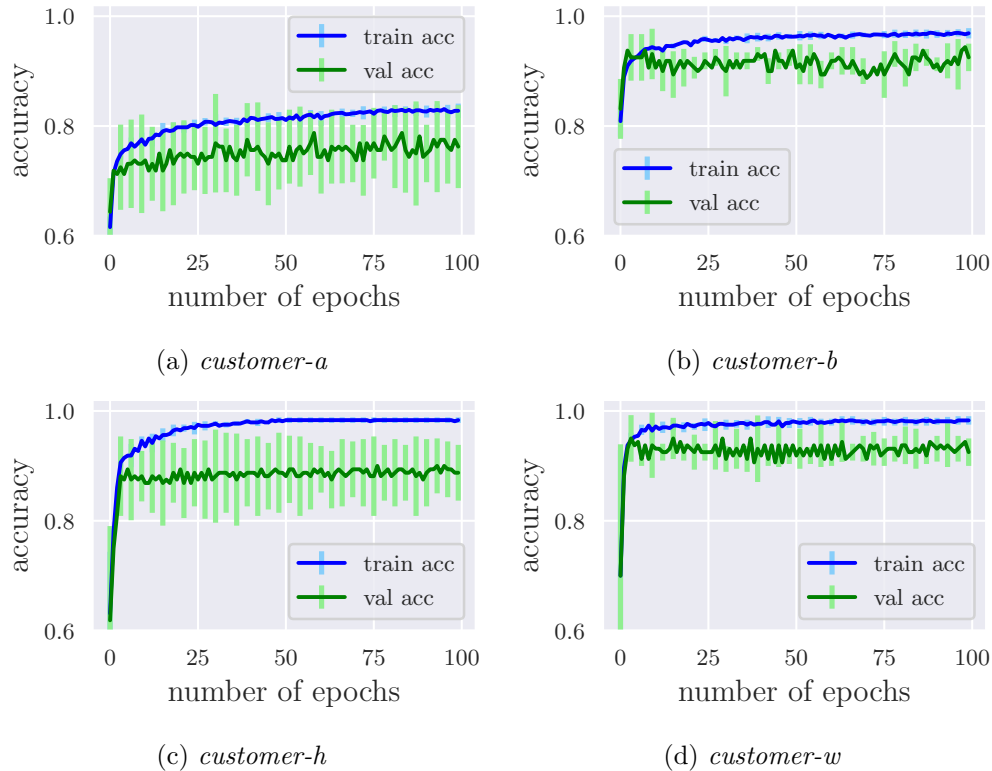 1.0
0.8
0.6
accuracy
train acc
val acc
0 25 50 75 100
number of epochs
(a) customer-a
1.0
0.8
0.6
accuracy
train acc
val acc
0 25 50 75 100
number of epochs
(b) customer-b
1.0
0.8
0.6
accuracy
train acc
val acc
0 25 50 75 100
number of epochs
(c) customer-h
1.0
0.8
0.6
accuracy
train acc
val acc
0 25 50 75 100
number of epochs
(d) customer-w